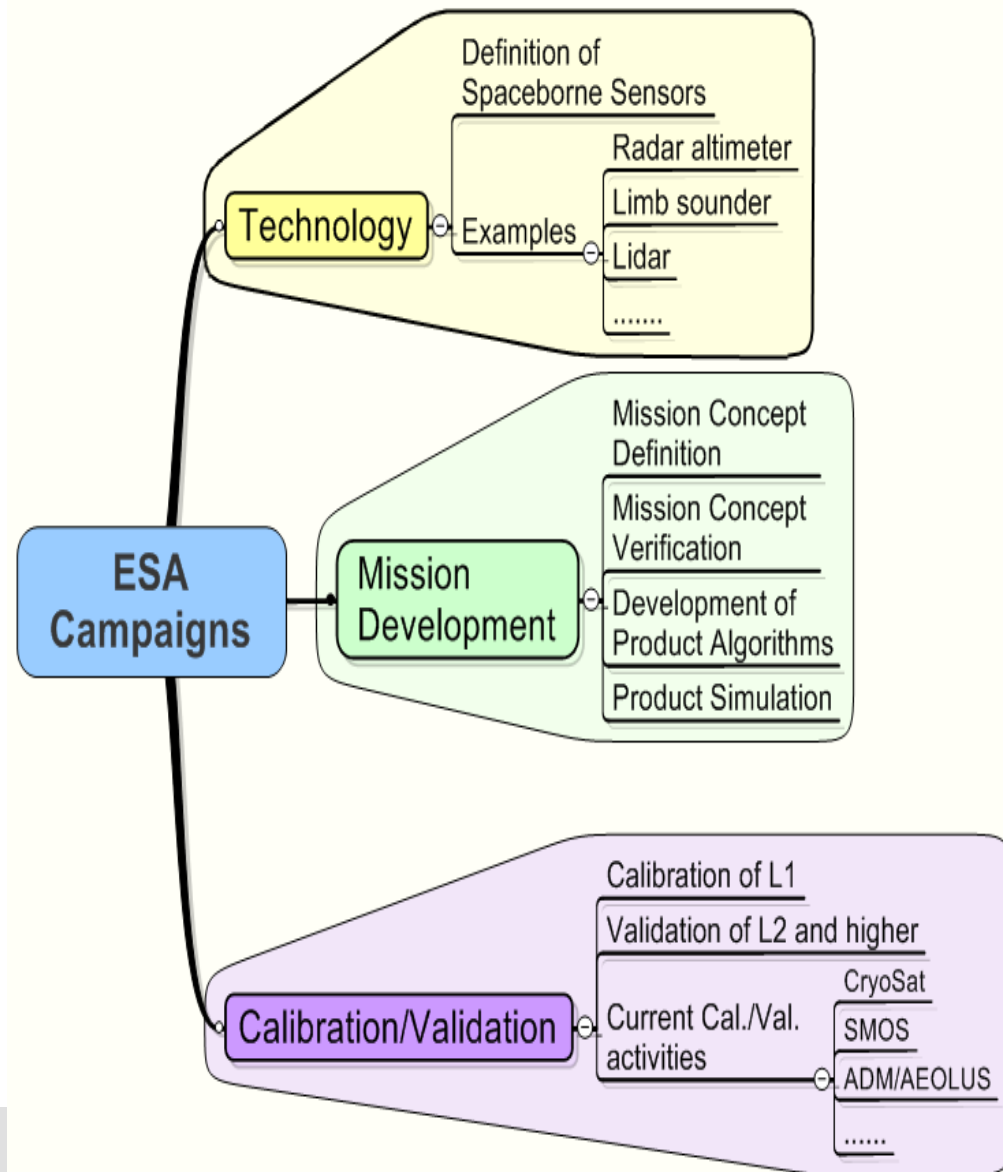 Definition of
Spaceborne Sensors
Technology
Examples
Radar altimeter
Limb sounder
Lidar
.......
ESA
Campaigns
Mission
Development
Mission Concept
Definition
Mission Concept
Verification
Development of
Product Algorithms
Product Simulation
Calibration/Validation
Calibration of L1
Validation of L2 and higher
Current Cal./Val.
activities
CryoSat
SMOS
ADM/AEOLUS
......